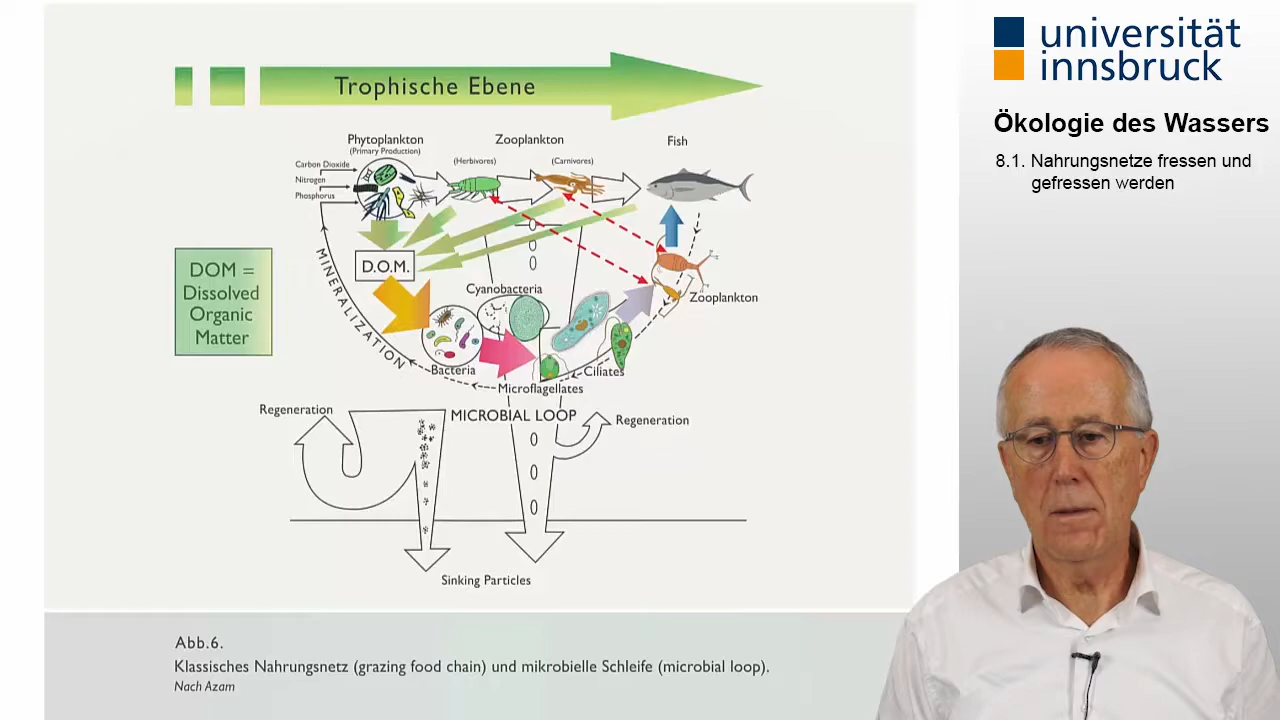 universität
innsbruck
Ökologie des Wassers
8.1. Nahrungsnetze fressen und
gefressen werden
Trophische Ebene
Phytoplankton
(Primary Production)
Zooplankton
Fish
(Herbivores)
(Carnivores)
Carbon Dioxide
Nitrogen
Phosphorus
DOM =
Dissolved
Organic
Matter
D.O.M.
MINERALIZATION
Cyanobacteria
Zooplankton
Bacteria
Ciliates
Microflagellates
MICROBIAL LOOP
Regeneration
Regeneration
Sinking Particles
Abb.6.
Klassisches Nahrungsnetz (grazing food chain) und mikrobielle Schleife (microbial loop).
Nach Azam